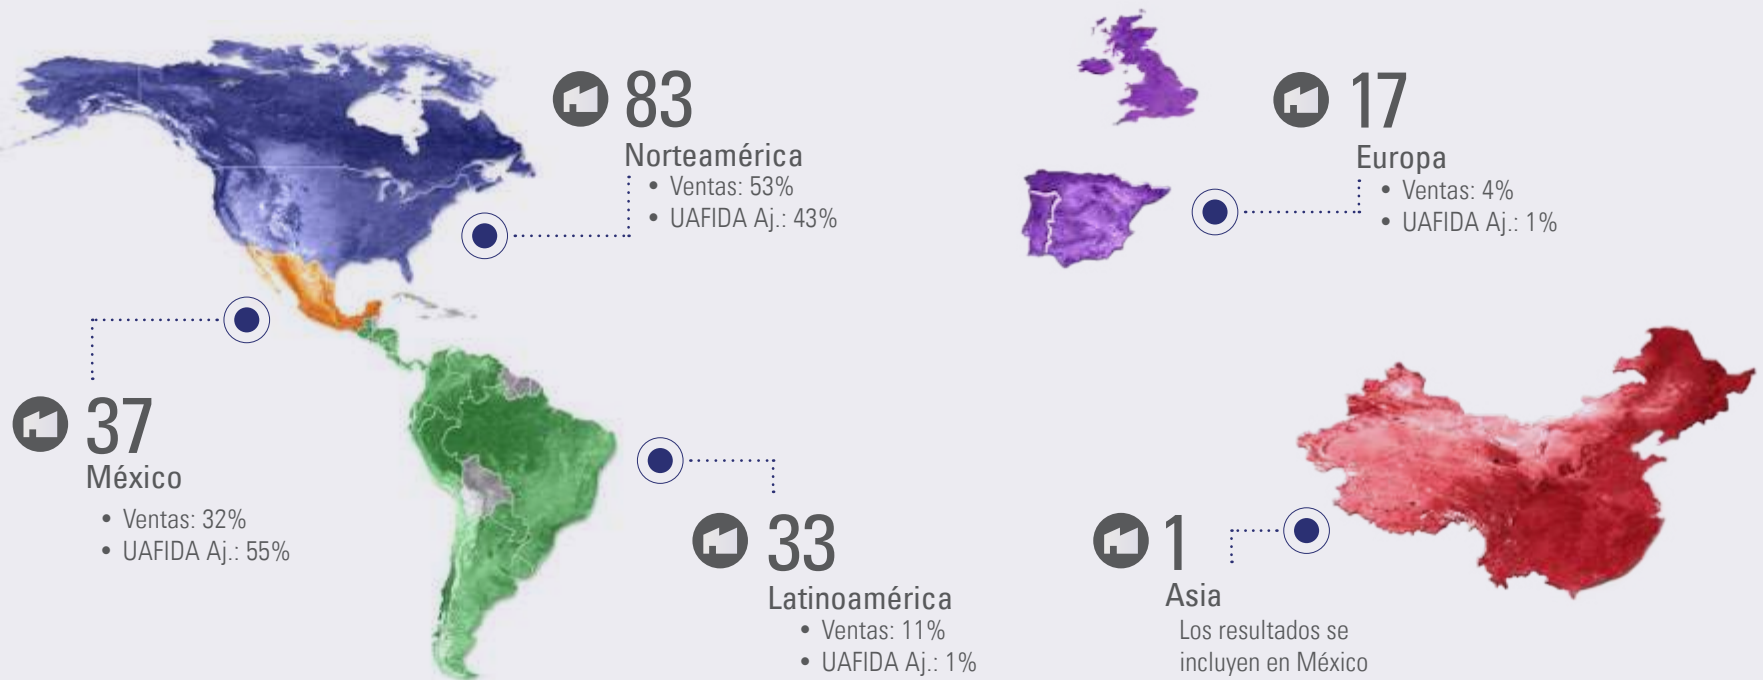 83
Norteamérica
• Ventas: 53%
• UAFIDA Aj.: 43%
17
Europa
• Ventas: 4%
• UAFIDA Aj.: 1%
37
México
• Ventas: 32%
• UAFIDA Aj.: 55%
33
Latinoamérica
• Ventas: 11%
• UAFIDA Aj.: 1%
1
Asia
Los resultados se
incluyen en México